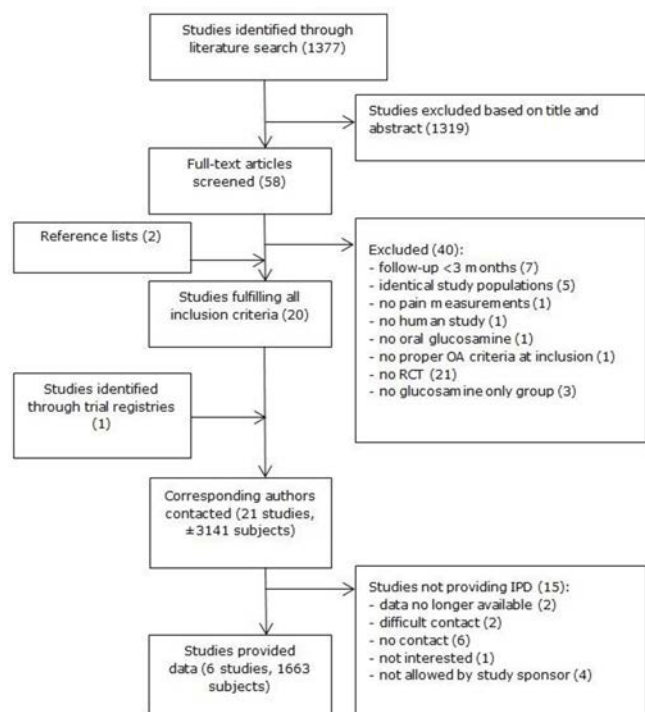 Studies identified through
literature search (1377)
Studies excluded based on title and
abstract (1319)
Full-text articles
screened (58)
Reference lists (2)
Excluded (40):
- follow-up <3 months (7)
- identical study populations (5)
- no pain measurements (1)
- no human study (1)
- no oral glucosamine (1)
- no proper OA criteria at inclusion (1)
- no RCT (21)
- no glucosamine only group (3)
Studies fulfilling all
inclusion criteria (20)
Studies identified
through trial registries
(1)
Corresponding authors
contacted (21 studies,
±3141 subjects)
Studies not providing IPD (15):
- data no longer available (2)
- difficult contact (2)
- no contact (6)
- not interested (1)
- not allowed by study sponsor (4)
Studies provided
data (6 studies, 1663
subjects)